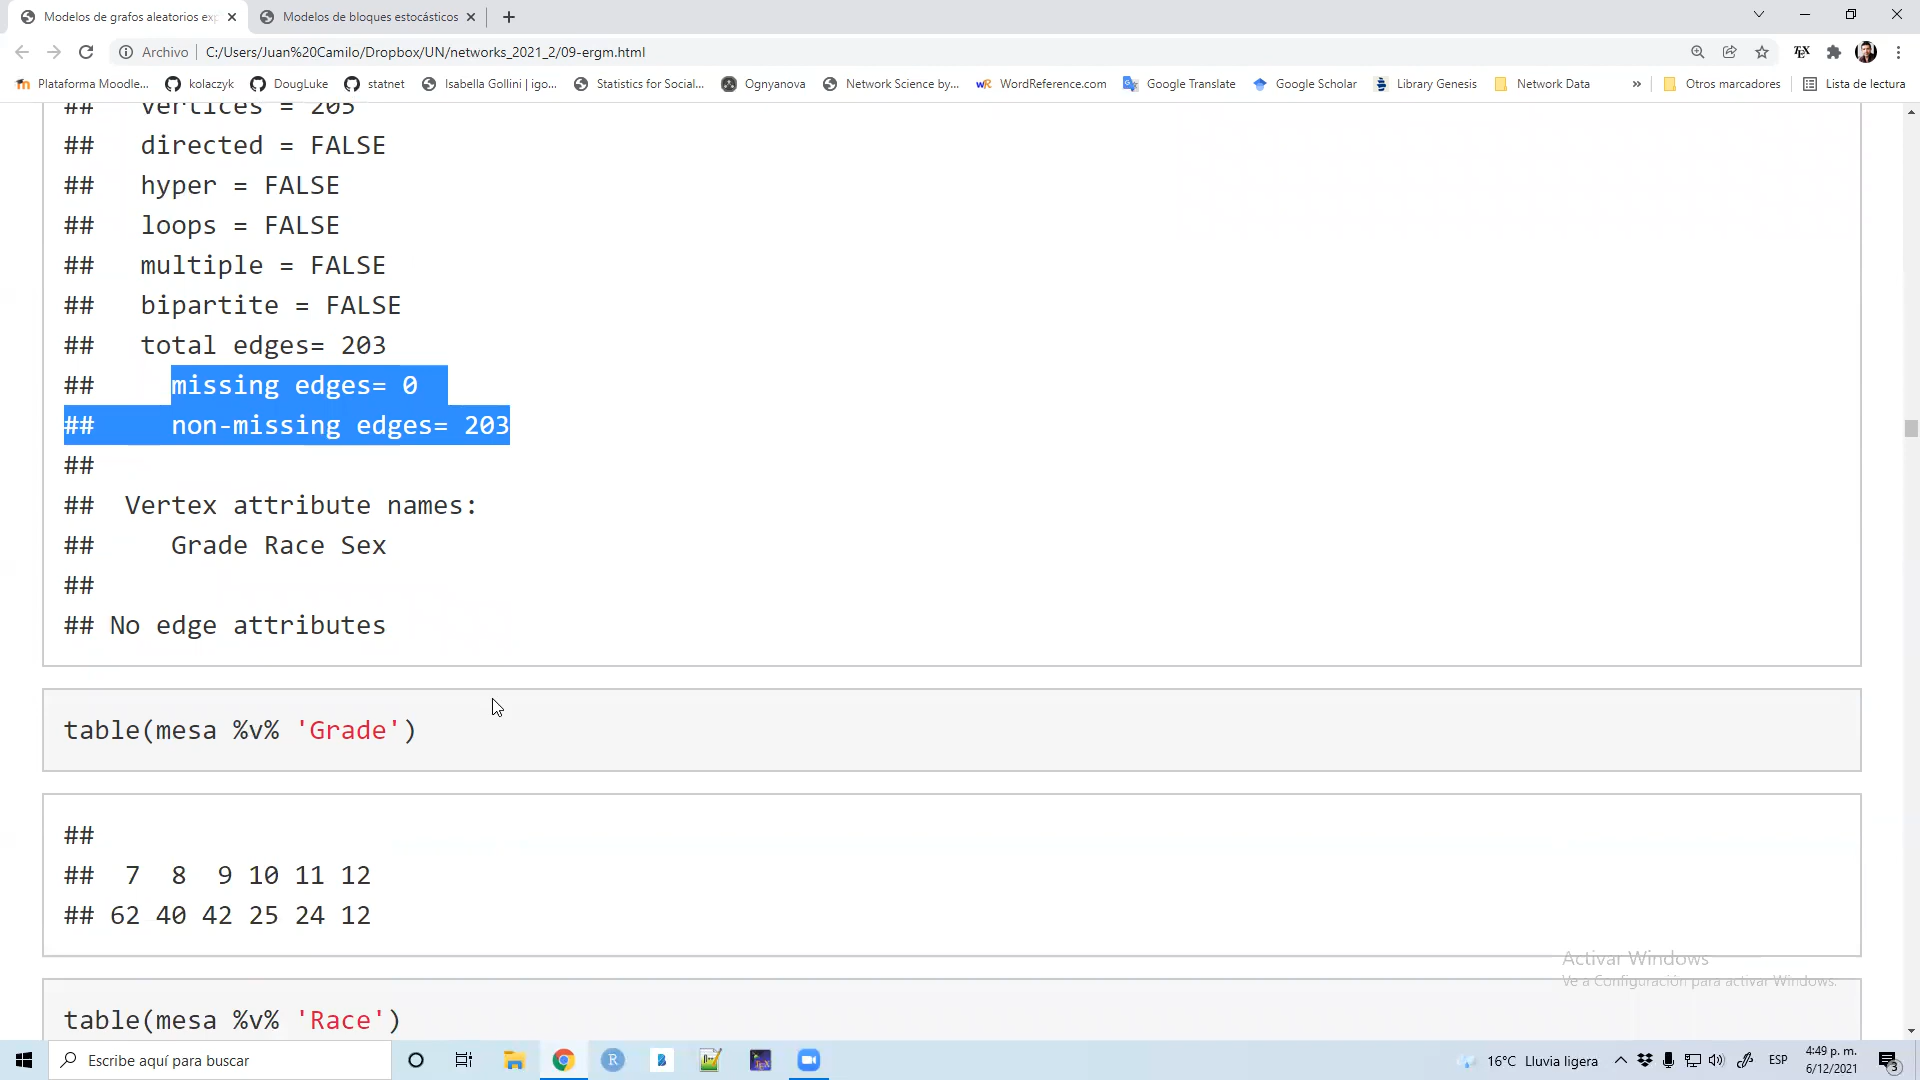 Modelos de grafos aleatorios exp
Modelos de bloques estocásticos
Archivo
C:/Users/Juan%20Camilo/Dropbox/UN/networks_2021_2/09-ergm.html
Plataforma Moodle...
kolaczyk
DougLuke
statnet
Isabella Gollini | igo...
Statistics for Social...
Ognyanova
Network Science by...
WordReference.com
Google Translate
Google Scholar
Library Genesis
Network Data
»
Otros marcadores
Lista de lectura
## vertices = 205
## directed = FALSE
## hyper = FALSE
## loops = FALSE
## multiple = FALSE
## bipartite = FALSE
## total edges= 203
## missing edges= 0
## non-missing edges= 203
##
## Vertex attribute names:
## Grade Race Sex
##
## No edge attributes
table(mesa %v% 'Grade')
##
## 7 8 9 10 11 12
## 62 40 42 25 24 12
table(mesa %v% 'Race')
Activar Windows
Ve a Configuración para activar Windows.
Escribe aquí para buscar
16°C Lluvia ligera
ESP
4:49 p. m.
6/12/2021
3